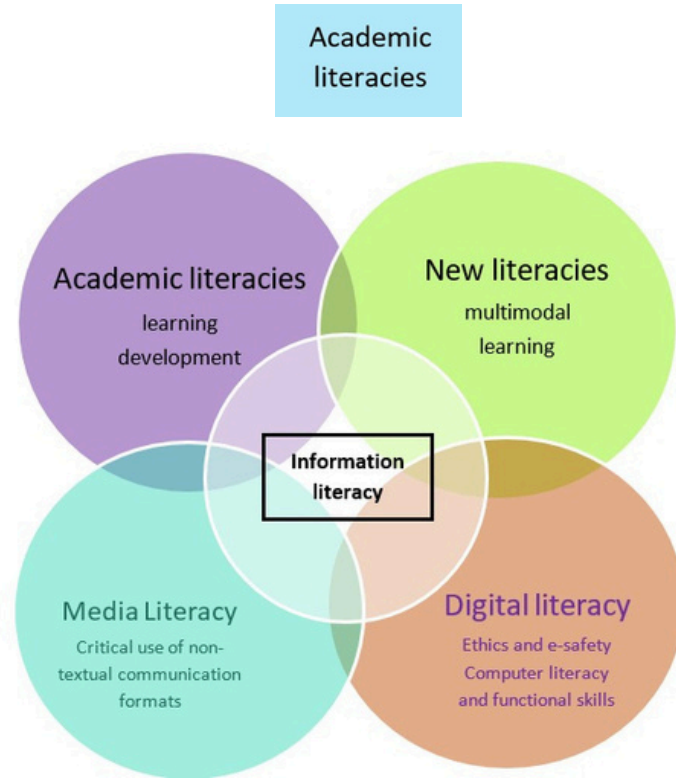 Academic
literacies
Academic literacies
learning
development
New literacies
multimodal
learning
Information
literacy
Media Literacy
Critical use of non-
textual communication
formats
Digital literacy
Ethics and e-safety
Computer literacy
and functional skills